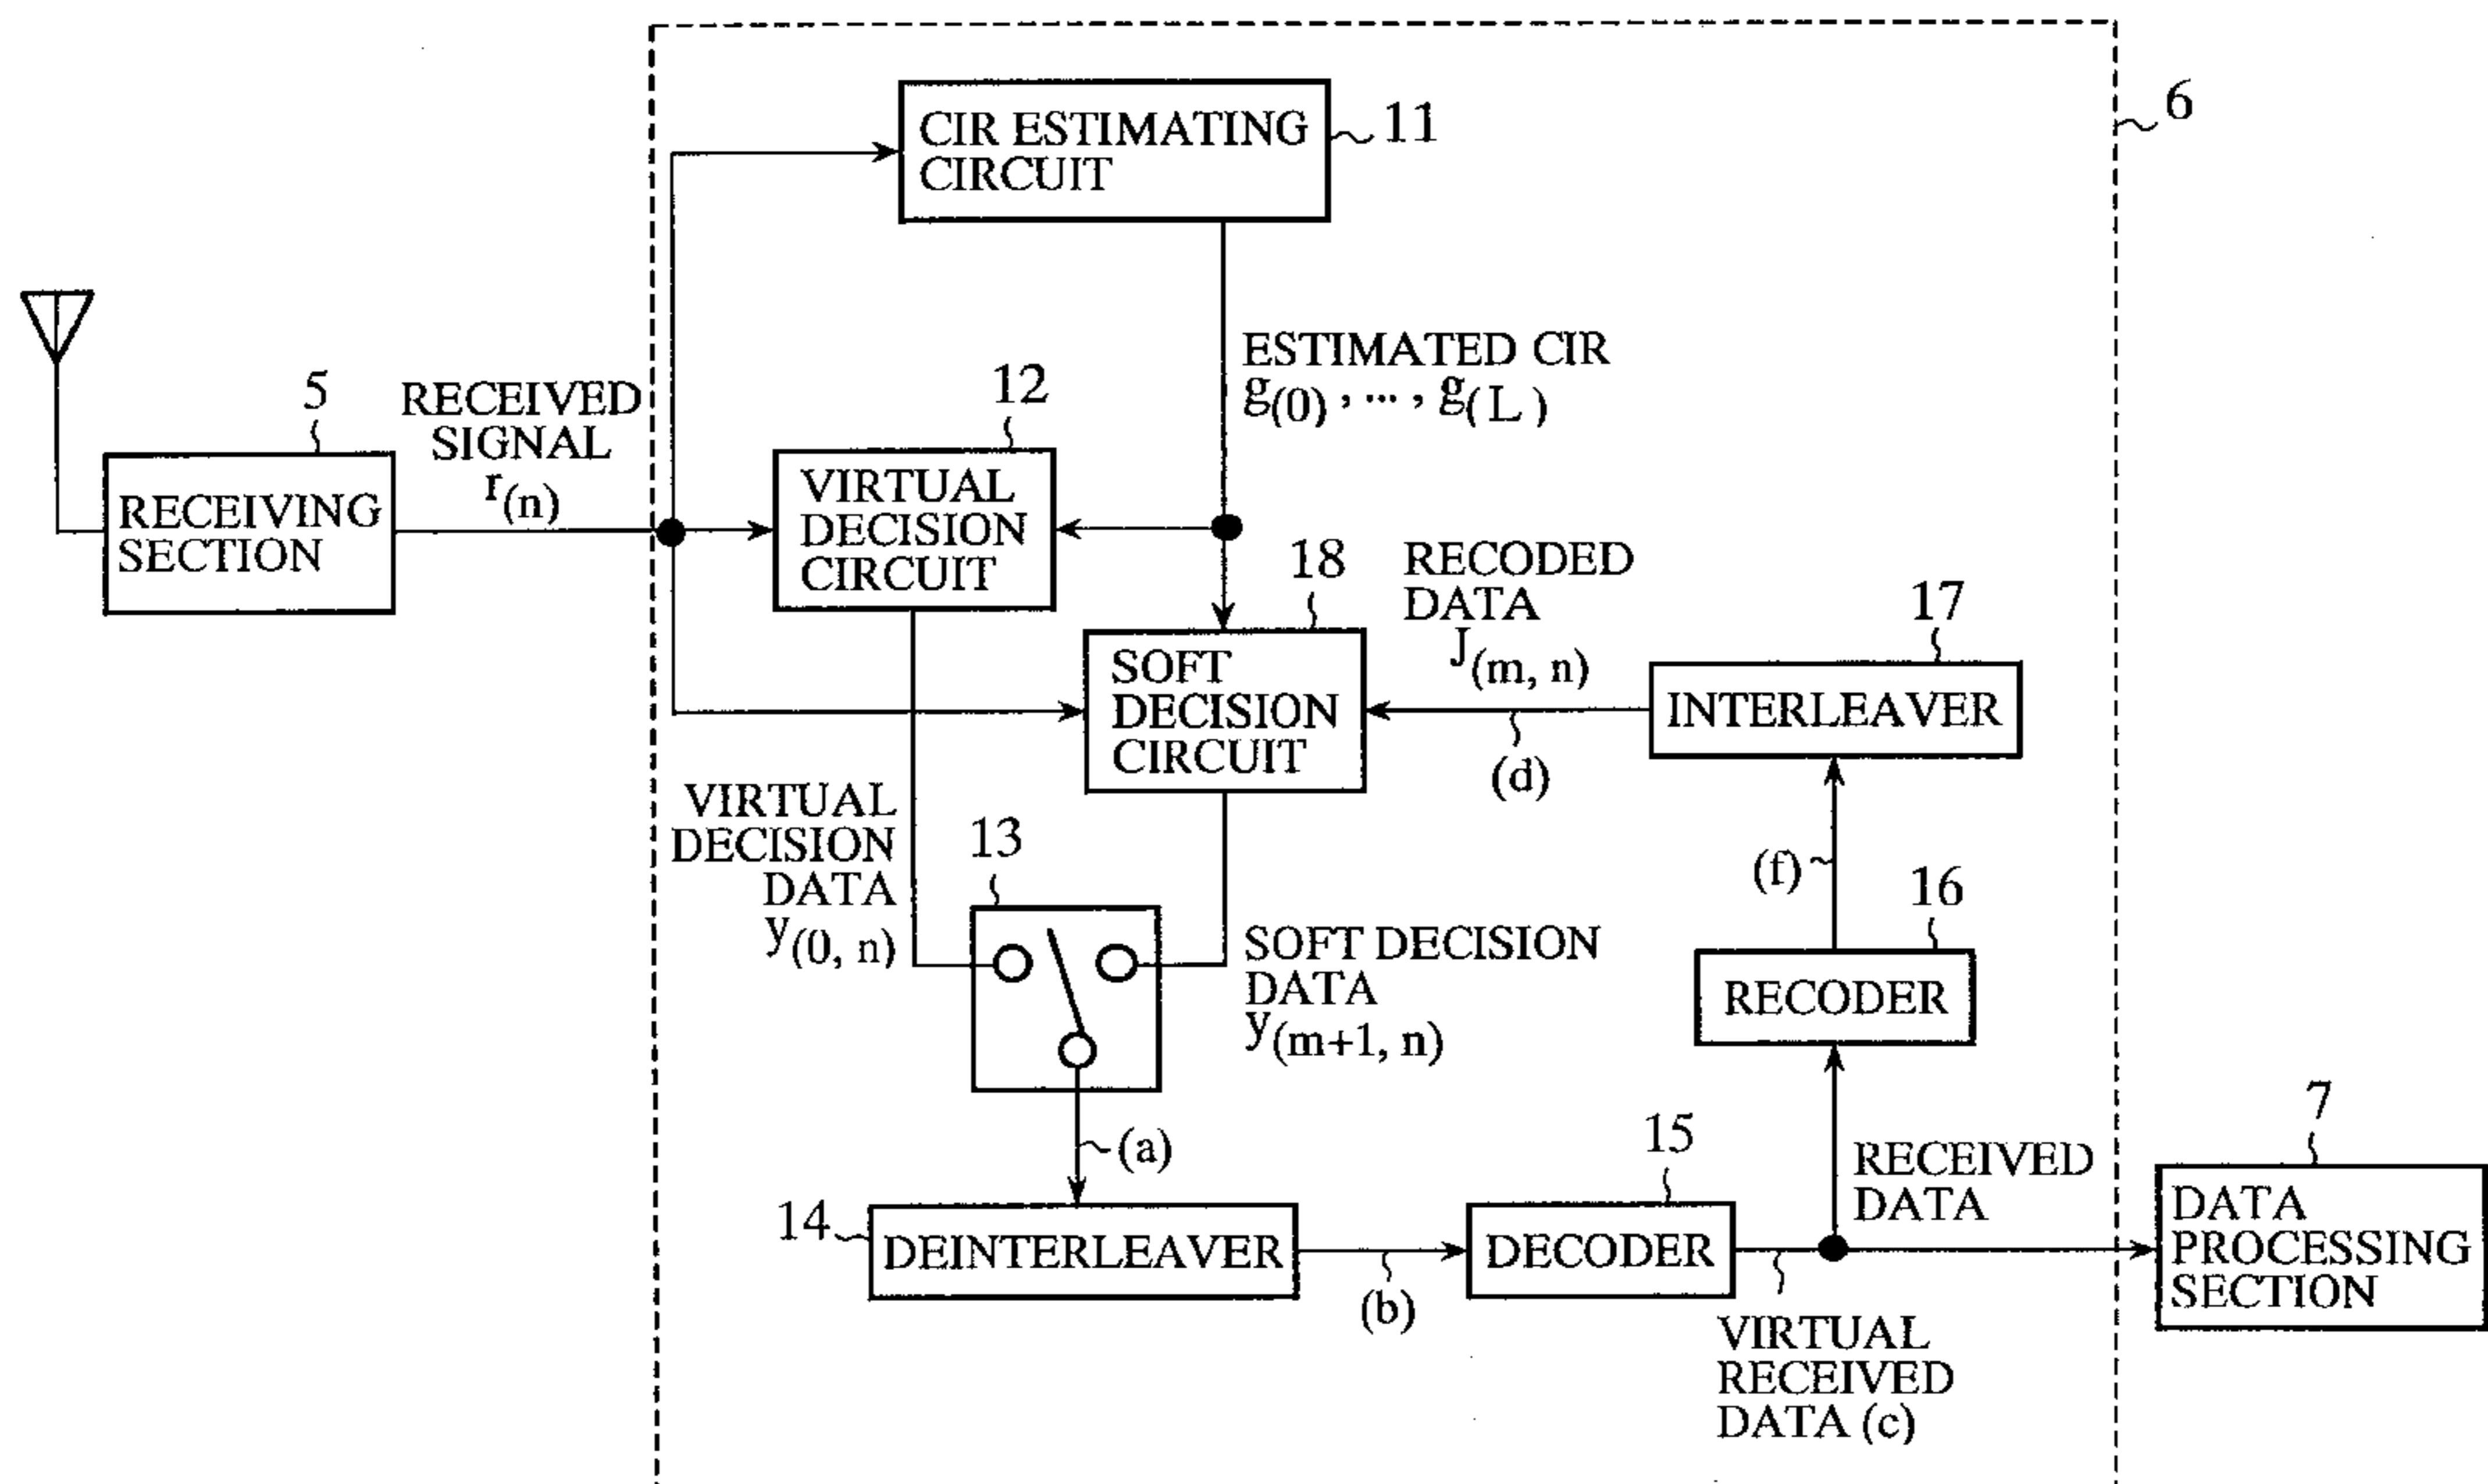 6
CIR ESTIMATING
CIRCUIT
11
ESTIMATED CIR
g(0) , ... , g( L )
5
RECEIVED
SIGNAL
r(n)
RECEIVING
SECTION
12
VIRTUAL
DECISION
CIRCUIT
18
SOFT
DECISION
CIRCUIT
RECODED
DATA
J(m, n)
(d)
17
INTERLEAVER
(f)
16
RECODER
VIRTUAL
DECISION
DATA
y(0, n)
13
SOFT DECISION
DATA
y(m+1, n)
(a)
14
DEINTERLEAVER
(b)
15
DECODER
RECEIVED
DATA
VIRTUAL
RECEIVED
DATA (c)
7
DATA
PROCESSING
SECTION